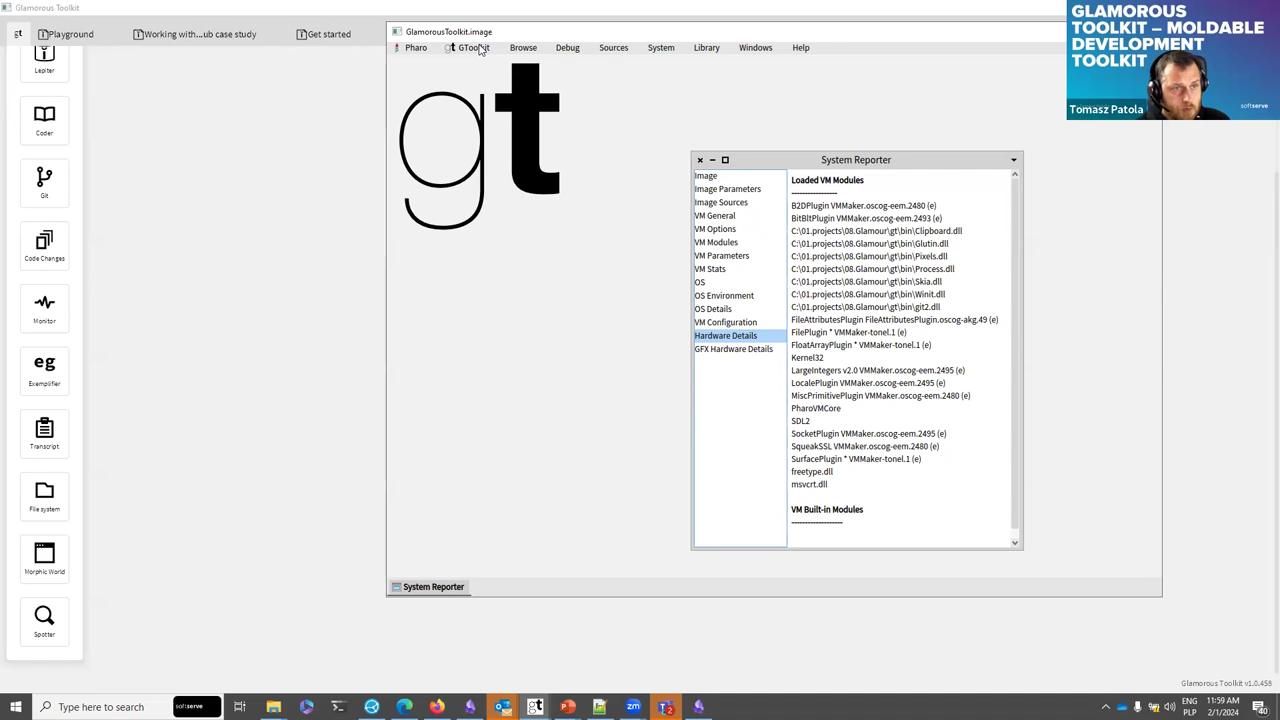 Glamorous Toolkit
gt
Playground
Working with...ub case study
Get started
Lepiter
Coder
Git
Code Changes
Monitor
eg
Exemplifier
Transcript
File system
Morphic World
Spotter
GlamorousToolkit.image
Pharo
gt GToolkit
Browse
Debug
Sources
System
Library
Windows
Help
gt
System Reporter
Image
Image Parameters
Image Sources
VM General
VM Options
VM Modules
VM Parameters
VM Stats
OS
OS Environment
OS Details
VM Configuration
Hardware Details
GFX Hardware Details
Loaded VM Modules
-----------------
B2DPlugin VMMaker.oscog-eem.2480 (e)
BitBltPlugin VMMaker.oscog-eem.2493 (e)
C:\01.projects\08.Glamour\gt\bin\Clipboard.dll
C:\01.projects\08.Glamour\gt\bin\Glutin.dll
C:\01.projects\08.Glamour\gt\bin\Pixels.dll
C:\01.projects\08.Glamour\gt\bin\Process.dll
C:\01.projects\08.Glamour\gt\bin\Skia.dll
C:\01.projects\08.Glamour\gt\bin\Winit.dll
C:\01.projects\08.Glamour\gt\bin\git2.dll
FileAttributesPlugin FileAttributesPlugin.oscog-akg.49 (e)
FilePlugin * VMMaker-tonel.1 (e)
FloatArrayPlugin * VMMaker-tonel.1 (e)
Kernel32
LargeIntegers v2.0 VMMaker.oscog-eem.2495 (e)
LocalePlugin VMMaker.oscog-eem.2495 (e)
MiscPrimitivePlugin VMMaker.oscog-eem.2480 (e)
PharoVMCore
SDL2
SocketPlugin VMMaker.oscog-eem.2495 (e)
SqueakSSL VMMaker.oscog-eem.2480 (e)
SurfacePlugin * VMMaker-tonel.1 (e)
freetype.dll
msvcrt.dll
VM Built-in Modules
-------------------
System Reporter
GLAMOROUS
TOOLKIT – MOLDABLE
DEVELOPMENT
TOOLKIT
softserve
Tomasz Patola
Glamorous Toolkit v1.0.458
Type here to search
softserve
gt
zm
ENG
PLP
11:59 AM
2/1/2024
40